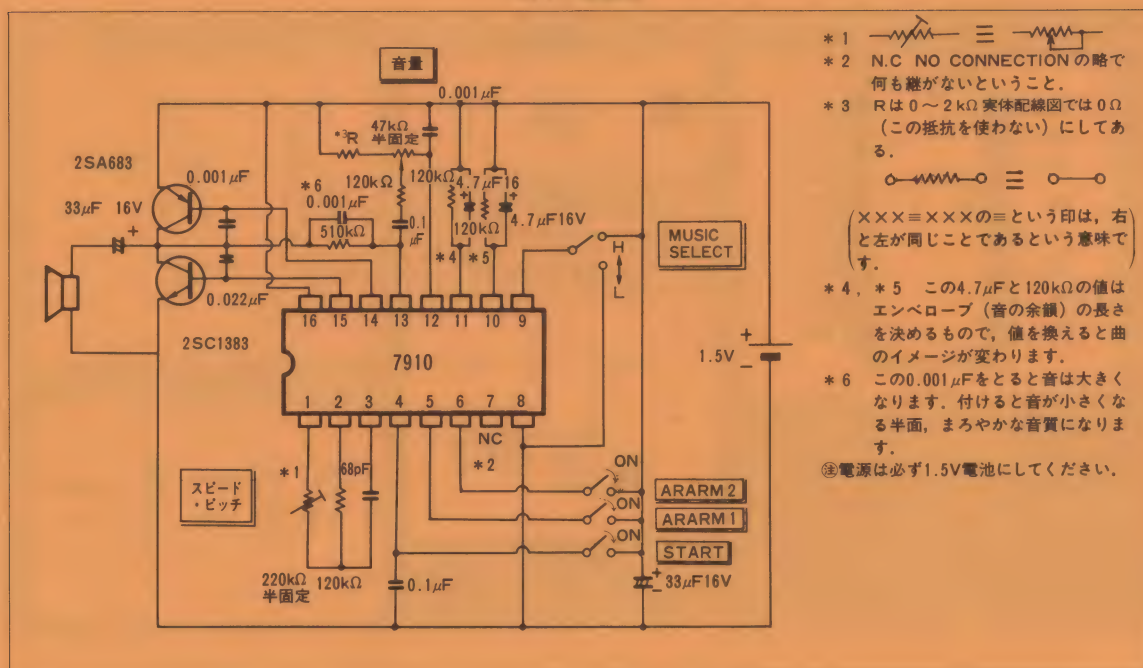 音量
0.001μF
*³R
47kΩ
半固定
2SA683
0.001μF
33μF 16V
+
*6
0.001μF
510kΩ
120kΩ
0.1
μF
120kΩ
4.7μF16
+
120kΩ
+
4.7μF16V
*4
*5
0.022μF
2SC1383
H
L
MUSIC
SELECT
1.5V
+
−
16 15 14 13 12 11 10 9
7910
1 2 3 4 5 6 7 8
NC
*2
*1
68pF
スピード
・ピッチ
220kΩ
半固定
120kΩ
0.1μF
ON
ARARM 2
ON
ARARM 1
ON
START
+
−
33μF16V
*1 ≡
*2 N.C NO CONNECTIONの略で
何も継がないということ.
*3 Rは0〜2kΩ実体配線図では0Ω
(この抵抗を使わない)にしてあ
る.
≡
(×××≡×××の≡という印は,右
と左が同じことであるという意味で
す.)
*4,*5 この4.7μFと120kΩの値は
エンベロープ(音の余韻)の長さ
を決めるもので,値を換えると曲
のイメージが変わります.
*6 この0.001μFをとると音は大きく
なります.付けると音が小さくな
る半面,まろやかな音質になりま
す.
㊟電源は必ず1.5V電池にしてください.